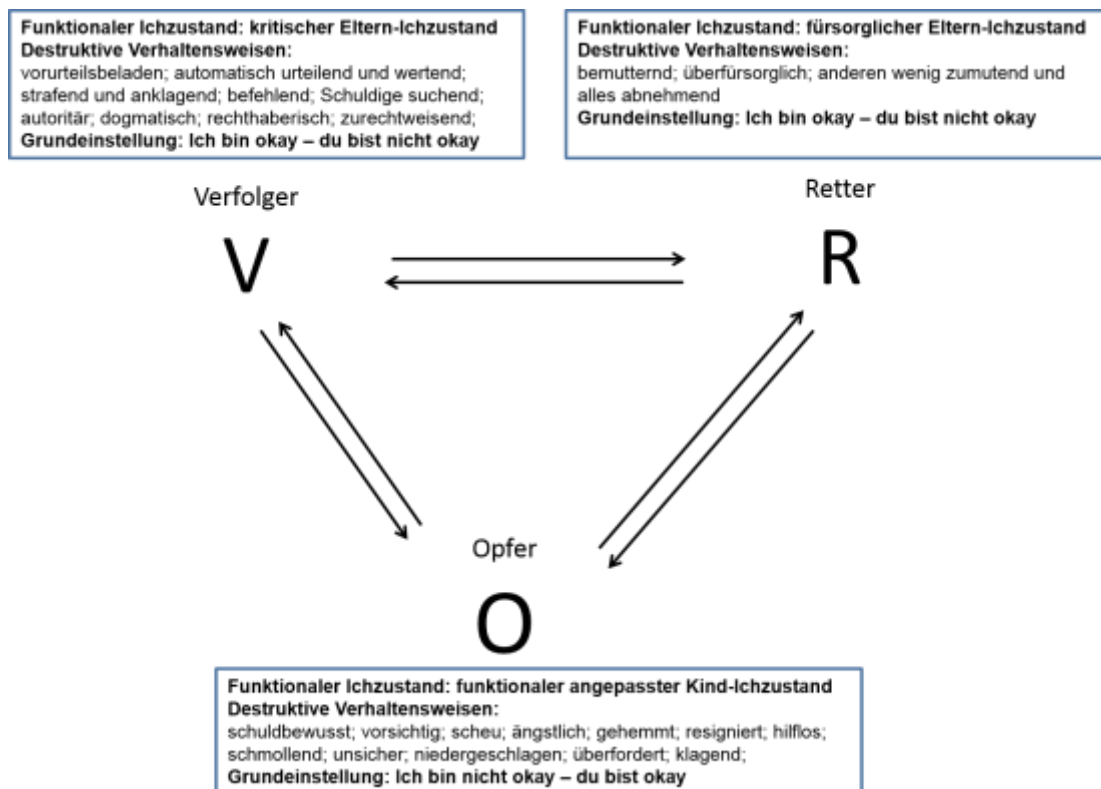 Funktionaler Ichzustand: kritischer Eltern-Ichzustand
Destruktive Verhaltensweisen:
vorurteilsbeladen; automatisch urteilend und wertend;
strafend und anklagend; befehlend; Schuldige suchend;
autoritär; dogmatisch; rechthaberisch; zurechtweisend;
Grundeinstellung: Ich bin okay – du bist nicht okay
Funktionaler Ichzustand: fürsorglicher Eltern-Ichzustand
Destruktive Verhaltensweisen:
bemutternd; überfürsorglich; anderen wenig zumutend und
alles abnehmend
Grundeinstellung: Ich bin okay – du bist nicht okay
Verfolger
V
Retter
R
Opfer
O
Funktionaler Ichzustand: funktionaler angepasster Kind-Ichzustand
Destruktive Verhaltensweisen:
schuldbewusst; vorsichtig; scheu; ängstlich; gehemmt; resigniert; hilflos;
schmollend; unsicher; niedergeschlagen; überfordert; klagend;
Grundeinstellung: Ich bin nicht okay – du bist okay